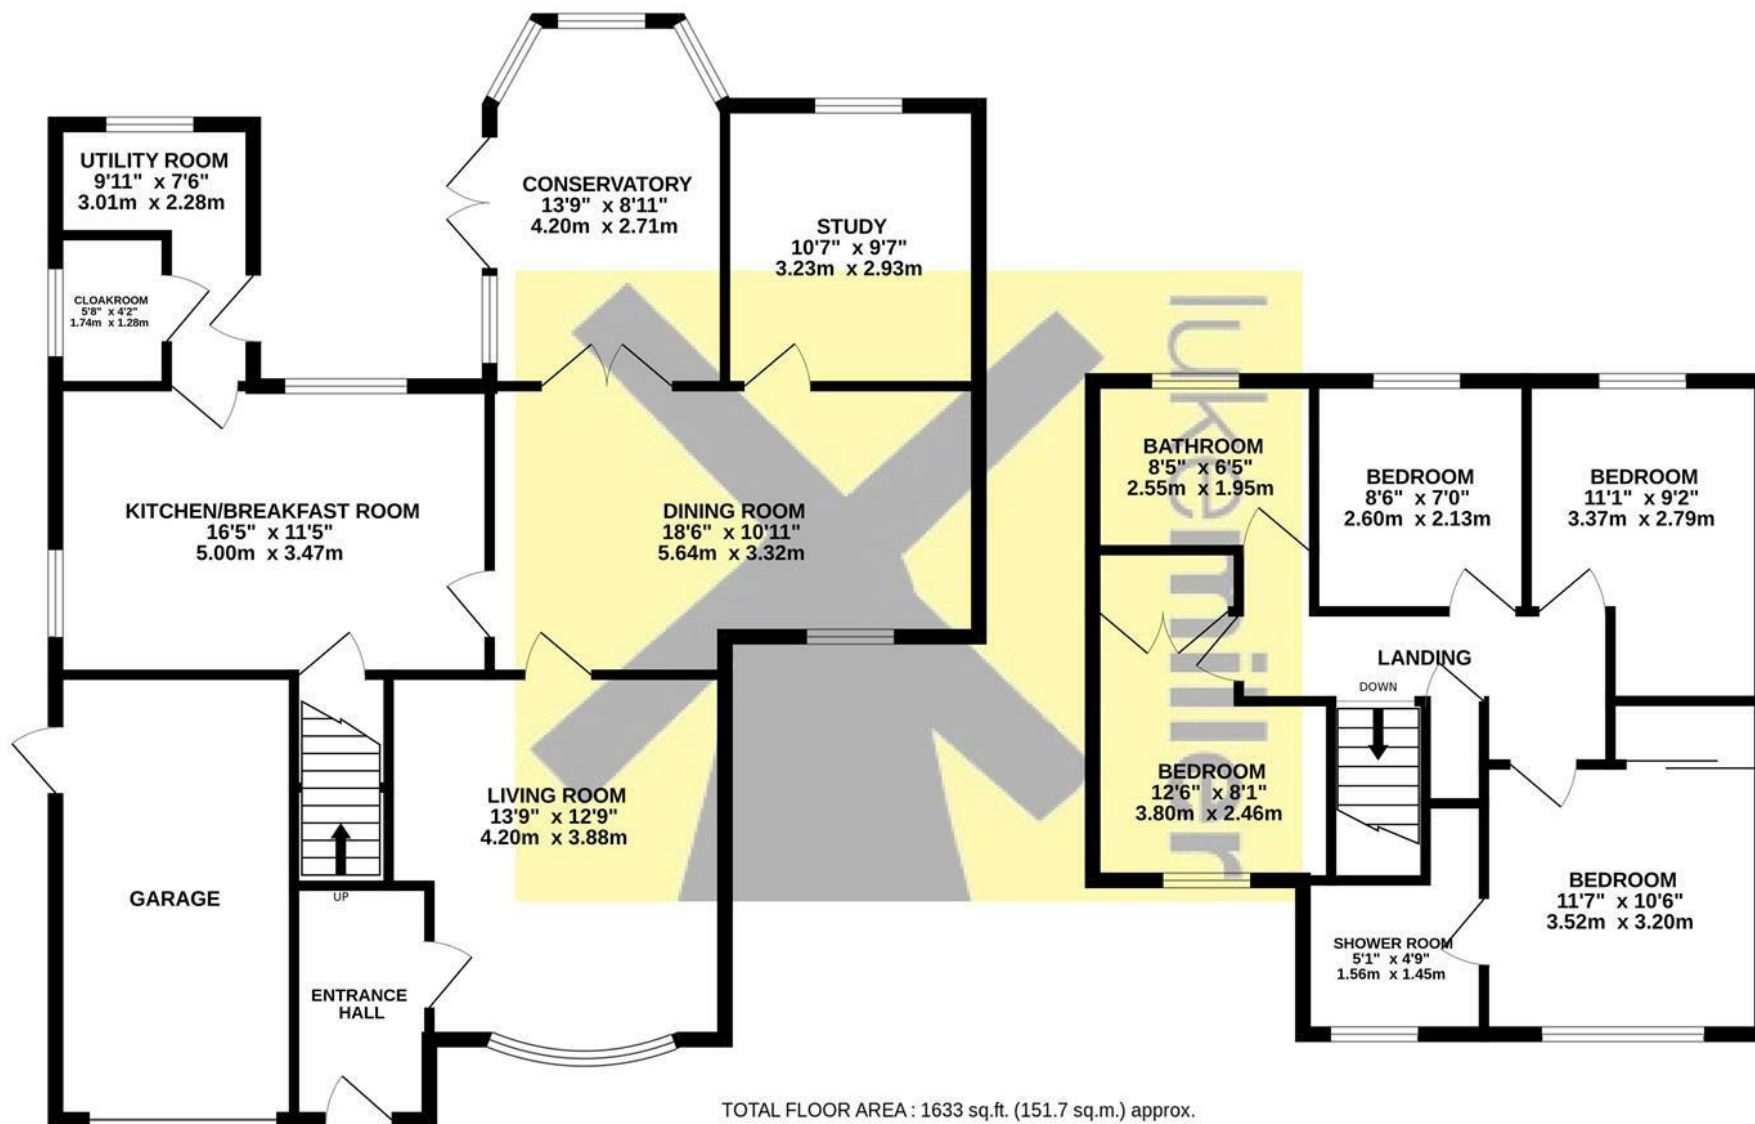 UTILITY ROOM
9'11" x 7'6"
3.01m x 2.28m
CONSERVATORY
13'9" x 8'11"
4.20m x 2.71m
STUDY
10'7" x 9'7"
3.23m x 2.93m
CLOAKROOM
5'8" x 4'2"
1.74m x 1.28m
KITCHEN/BREAKFAST ROOM
16'5" x 11'5"
5.00m x 3.47m
DINING ROOM
18'6" x 10'11"
5.64m x 3.32m
LIVING ROOM
13'9" x 12'9"
4.20m x 3.88m
GARAGE
UP
ENTRANCE
HALL
lukemiller
BATHROOM
8'5" x 6'5"
2.55m x 1.95m
BEDROOM
8'6" x 7'0"
2.60m x 2.13m
BEDROOM
11'1" x 9'2"
3.37m x 2.79m
LANDING
DOWN
BEDROOM
12'6" x 8'1"
3.80m x 2.46m
BEDROOM
11'7" x 10'6"
3.52m x 3.20m
SHOWER ROOM
5'1" x 4'9"
1.56m x 1.45m
TOTAL FLOOR AREA : 1633 sq.ft. (151.7 sq.m.) approx.